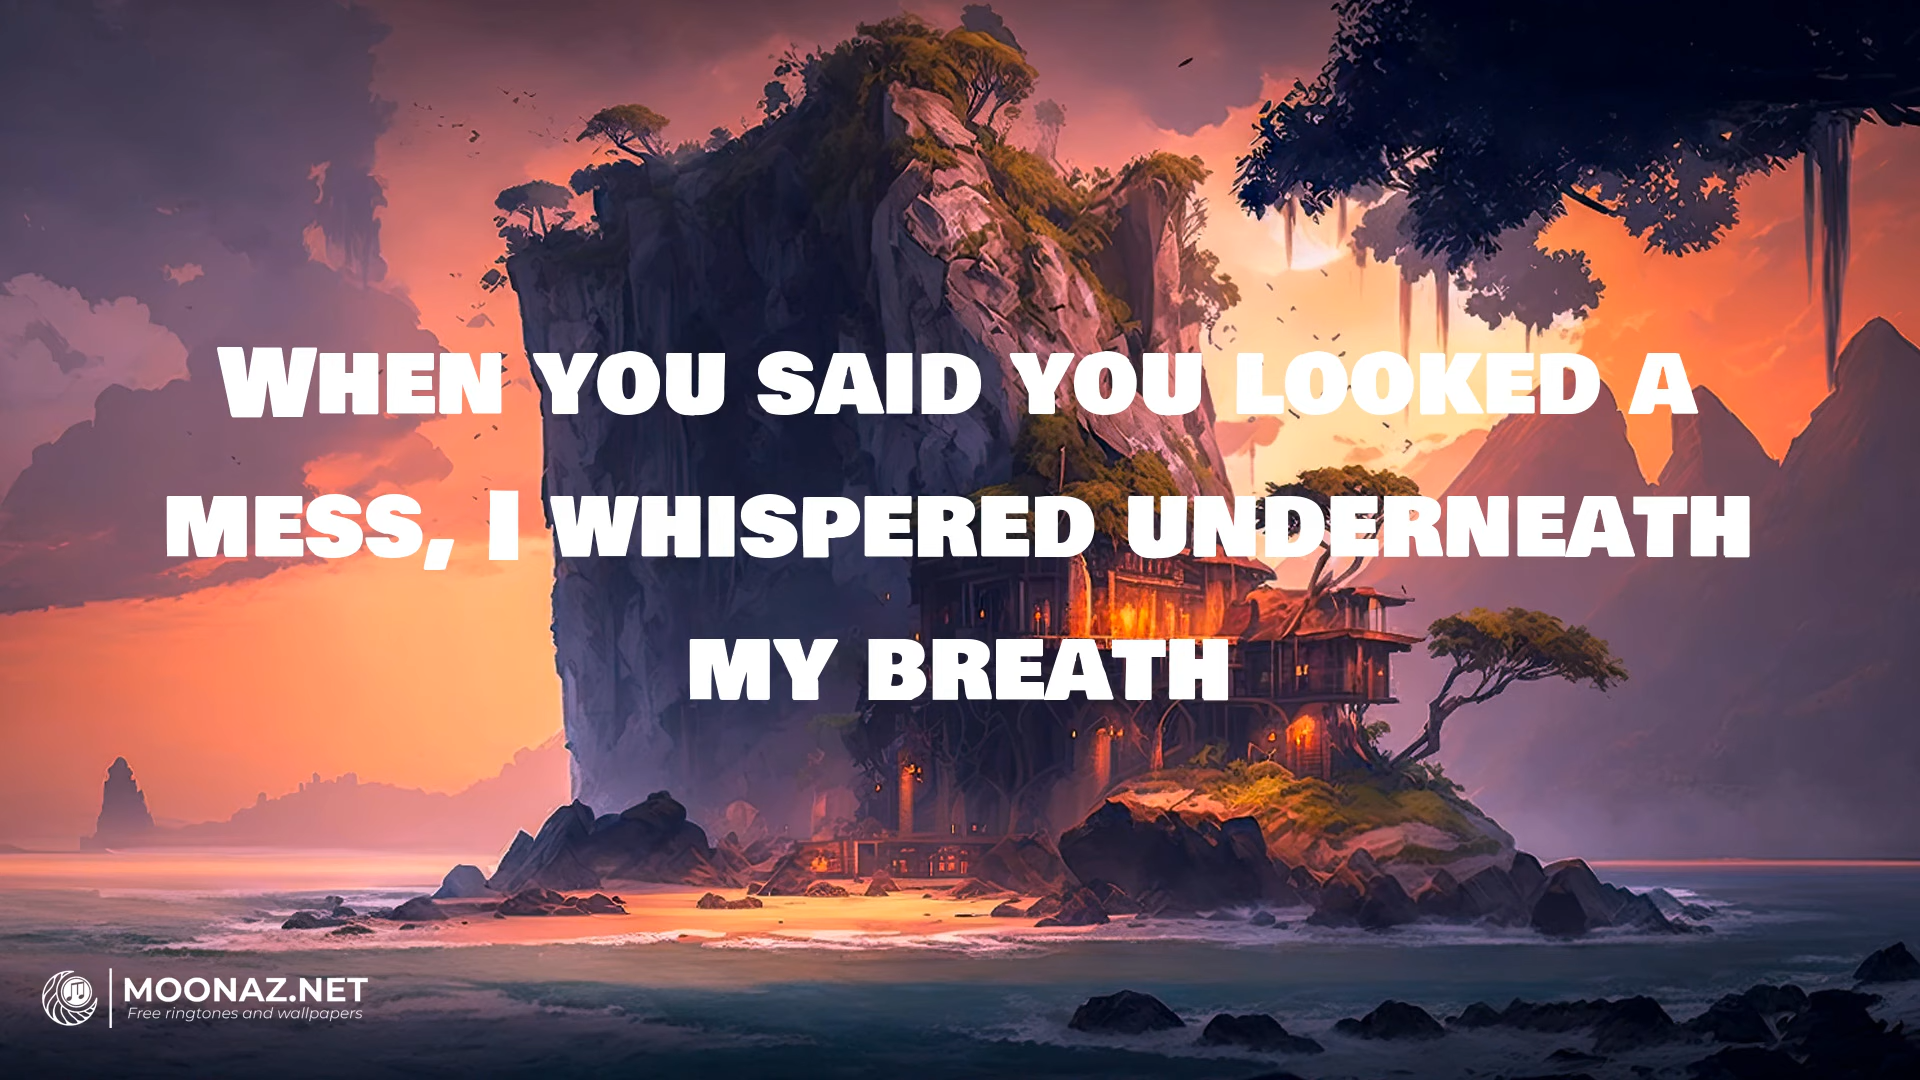 When you said you looked a
mess, I whispered underneath
my breath
MOONAZ.NET
Free ringtones and wallpapers